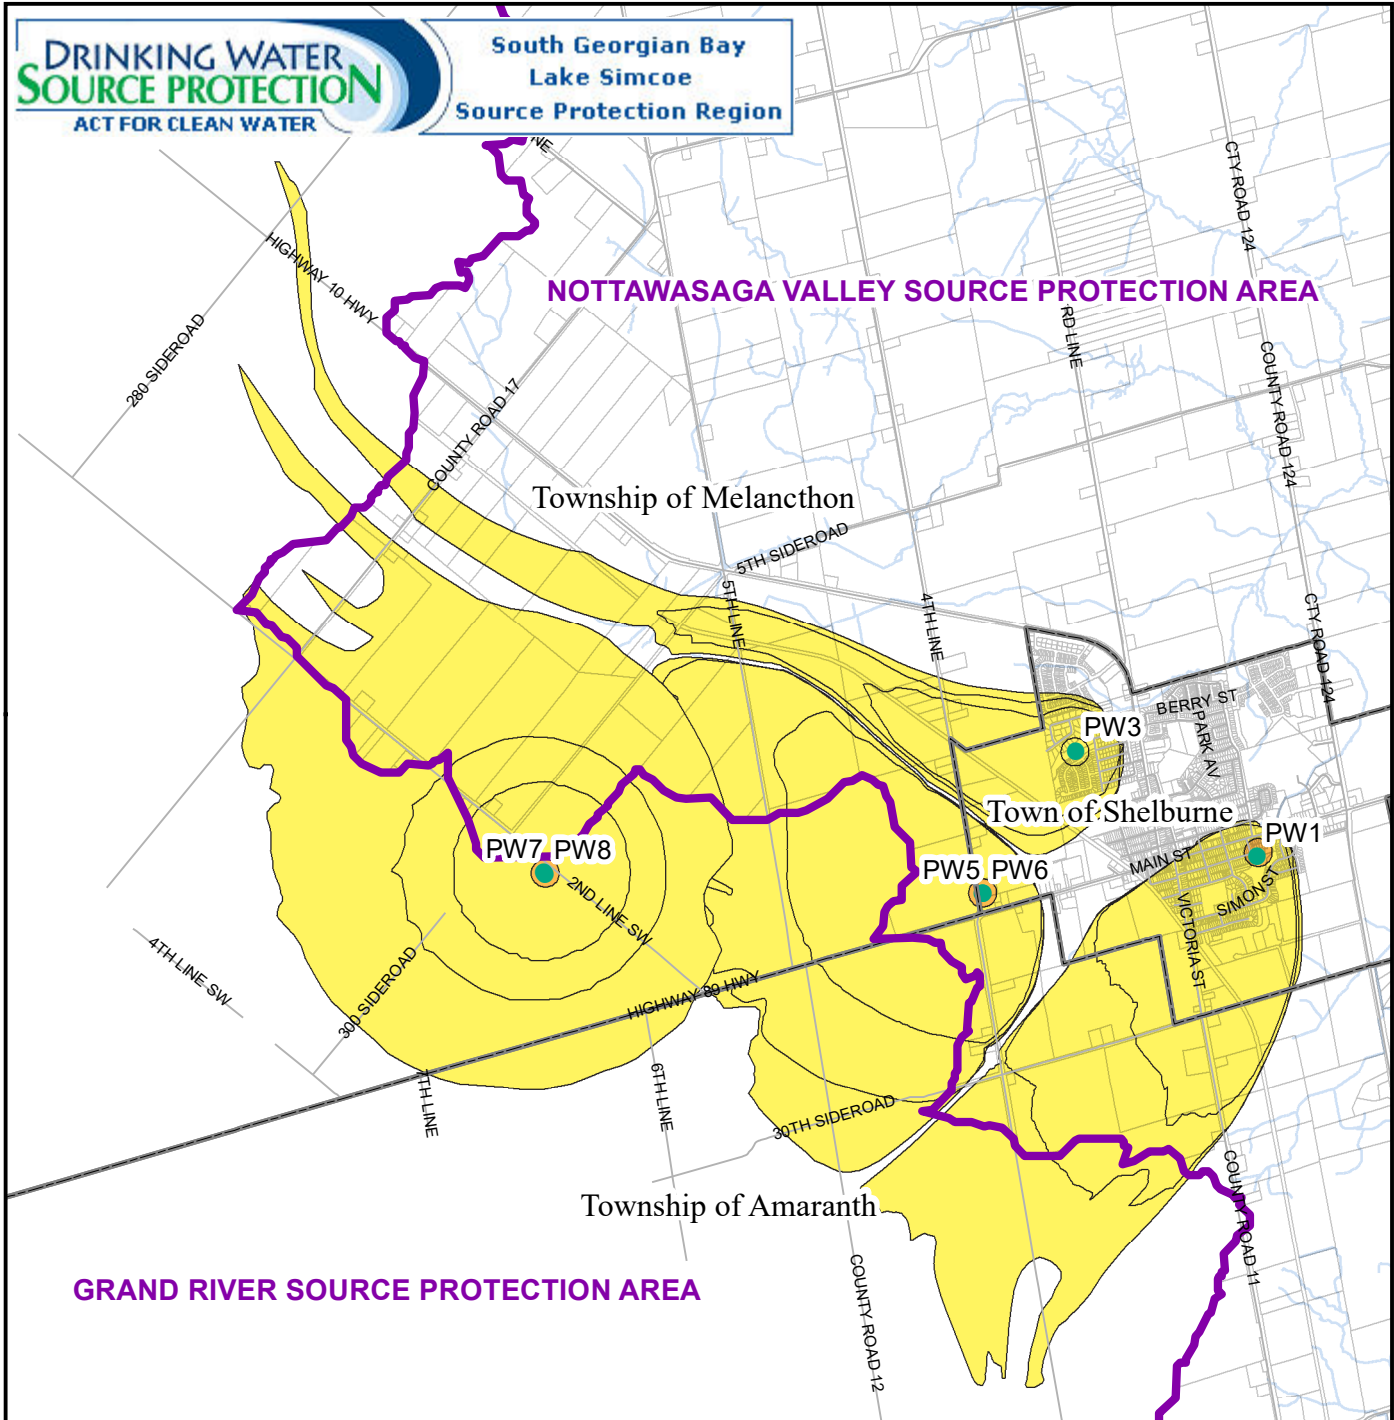 DRINKING WATER
SOURCE PROTECTION
ACT FOR CLEAN WATER
South Georgian Bay
Lake Simcoe
Source Protection Region
NE
CTY ROAD 124
HIGHWAY 10 HWY
NOTTAWASAGA VALLEY SOURCE PROTECTION AREA
RD LINE
280 SIDEROAD
COUNTY ROAD 124
COUNTY ROAD 17
Township of Melancthon
5TH SIDEROAD
5TH LINE
4TH LINE
CTY ROAD 124
BERRY ST
PARK AV
PW3
Town of Shelburne
PW1
MAIN ST
PW7 PW8
PW5 PW6
SIMON ST
VICTORIA ST
2ND LINE SW
4TH LINE SW
300 SIDEROAD
HIGHWAY 89 HWY
7TH LINE
6TH LINE
30TH SIDEROAD
COUNTY ROAD 11
Township of Amaranth
COUNTY ROAD 12
GRAND RIVER SOURCE PROTECTION AREA